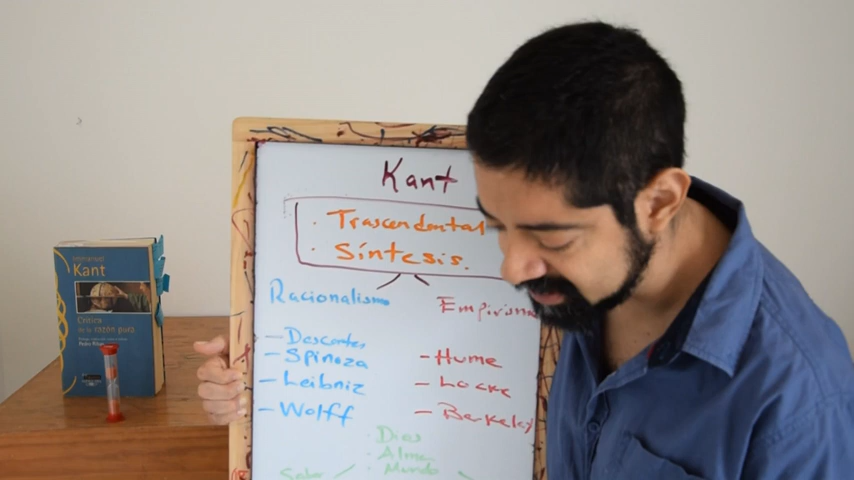 Kant
· Trascendental
· Síntesis.
Racionalismo
Empirismo
- Descartes
- Spinoza
- Leibniz
- Wolff
- Hume
- Locke
- Berkeley
· Dios
· Alma
· Mundo
Immanuel
Kant
Crítica
de la razón pura